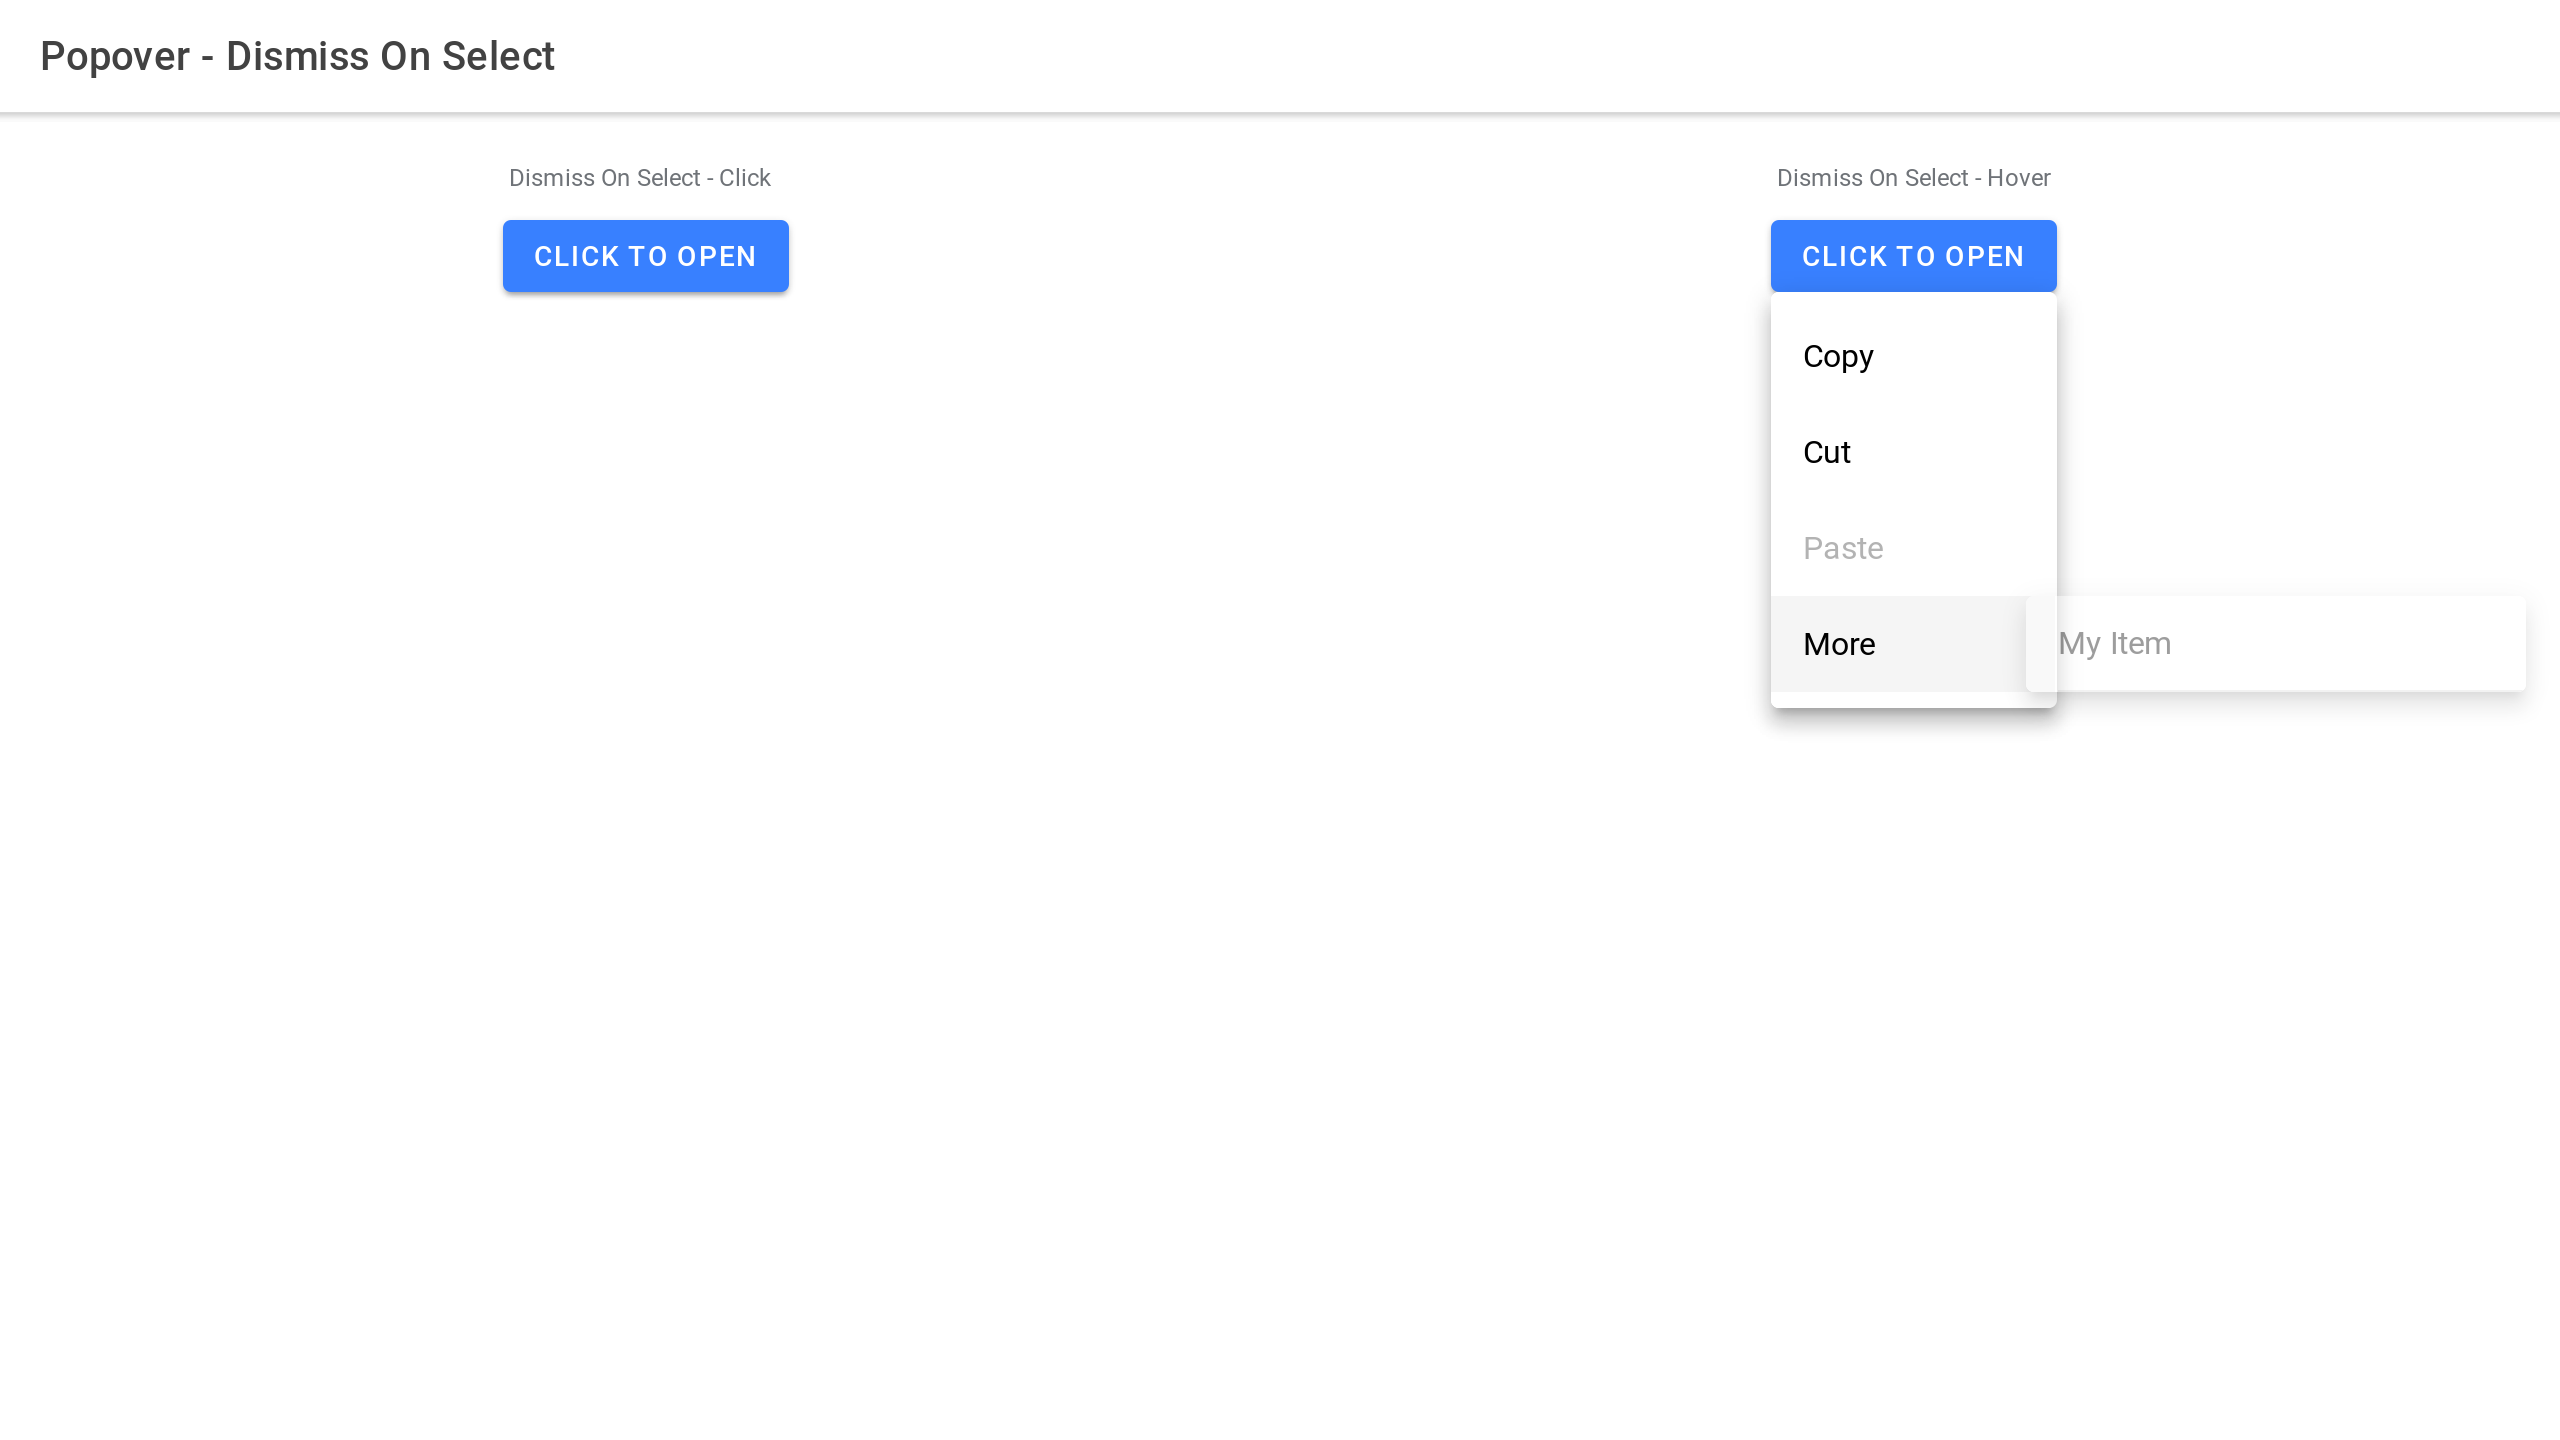 Popover - Dismiss On Select
Dismiss On Select - Click
CLICK TO OPEN
Dismiss On Select - Hover
CLICK TO OPEN
Copy
Cut
Paste
More
My Item